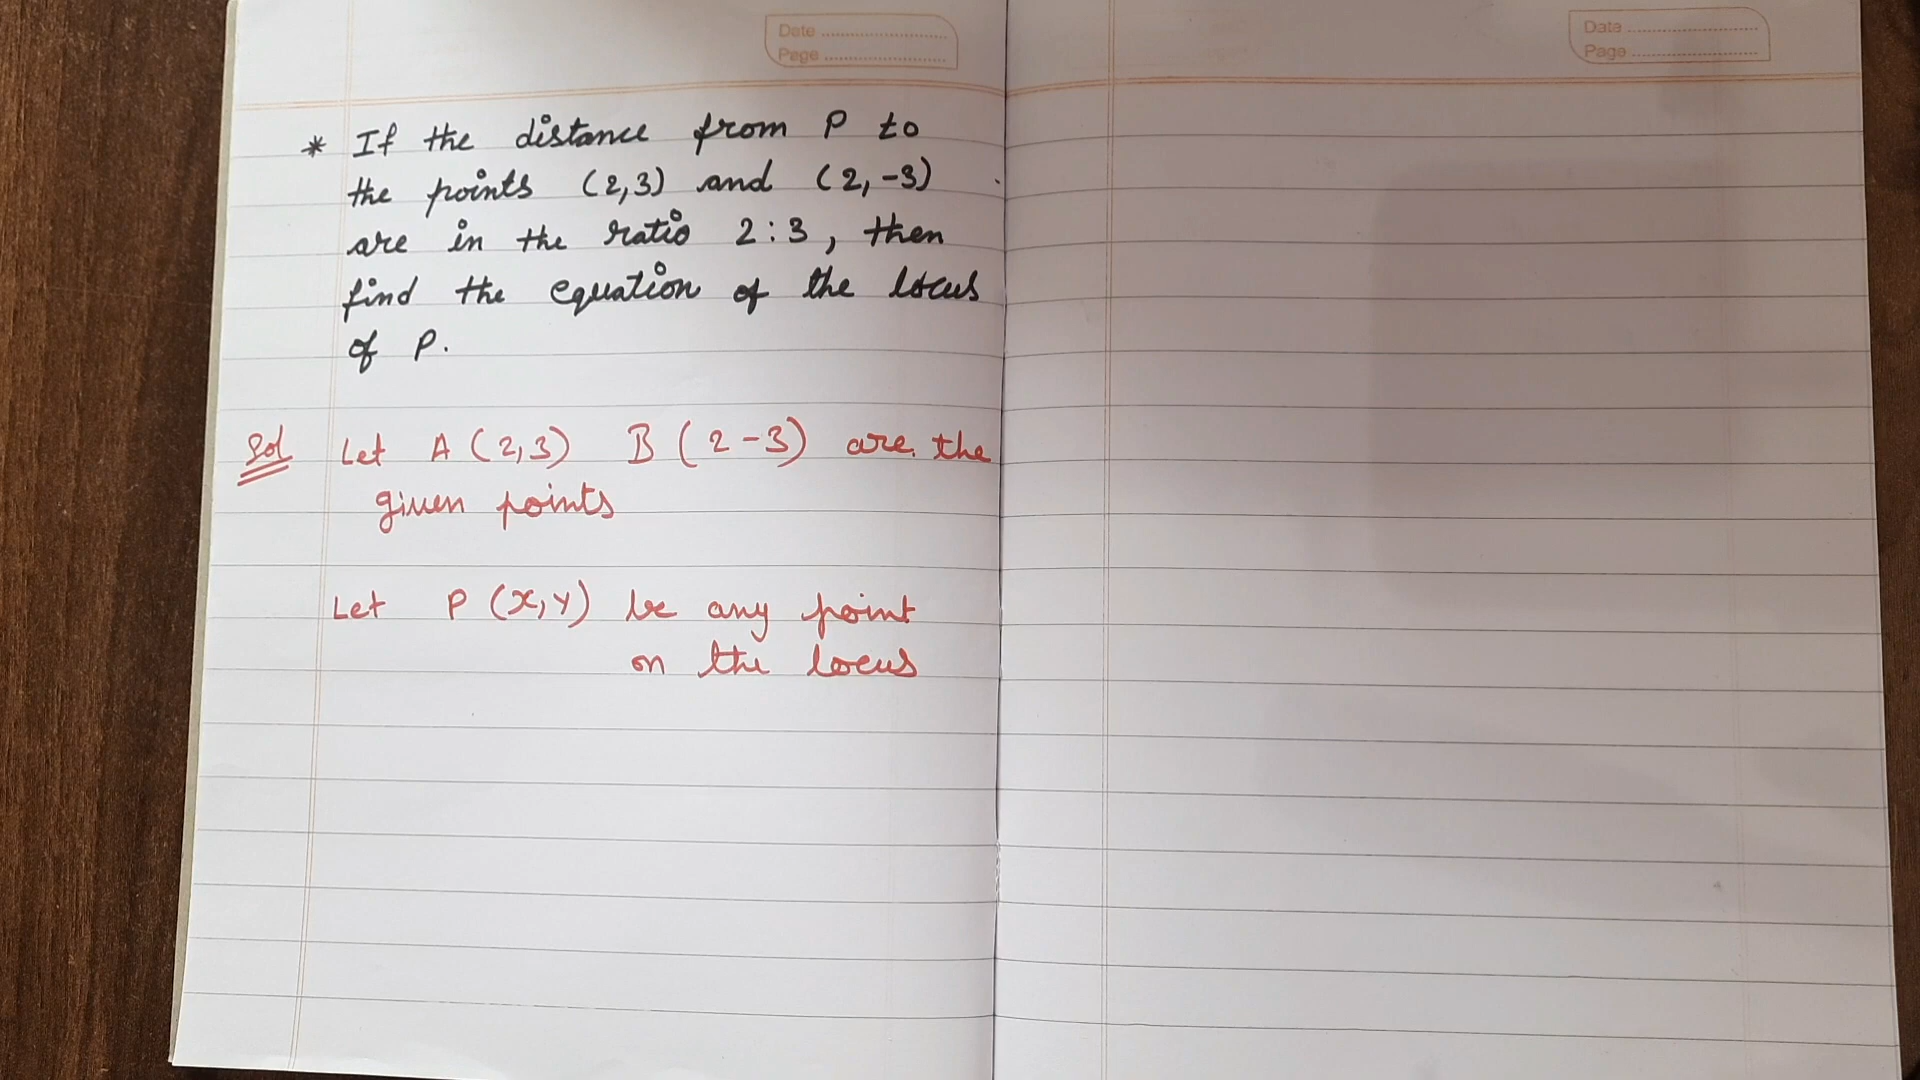 Date
Page
Date
Page
* If the distance from P to
the points (2,3) and (2,-3)
are in the ratio 2:3, then
find the equation of the locus
of P.
Sol Let A (2,3) B (2-3) are the
given points
Let P (x,y) be any point
on the locus